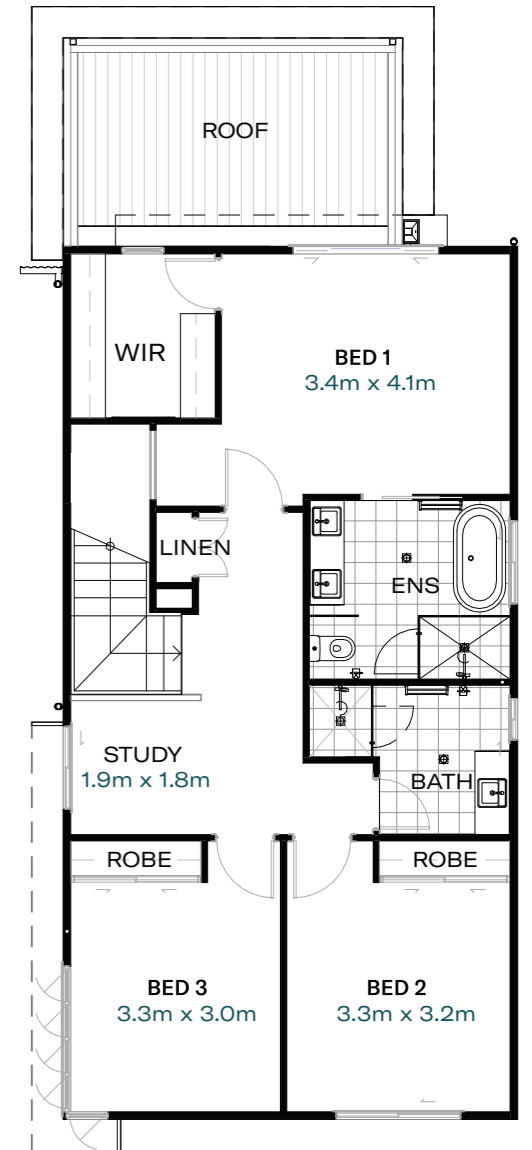 ROOF
WIR
BED 1
3.4m x 4.1m
LINEN
ENS
STUDY
1.9m x 1.8m
BATH
ROBE
ROBE
BED 3
3.3m x 3.0m
BED 2
3.3m x 3.2m